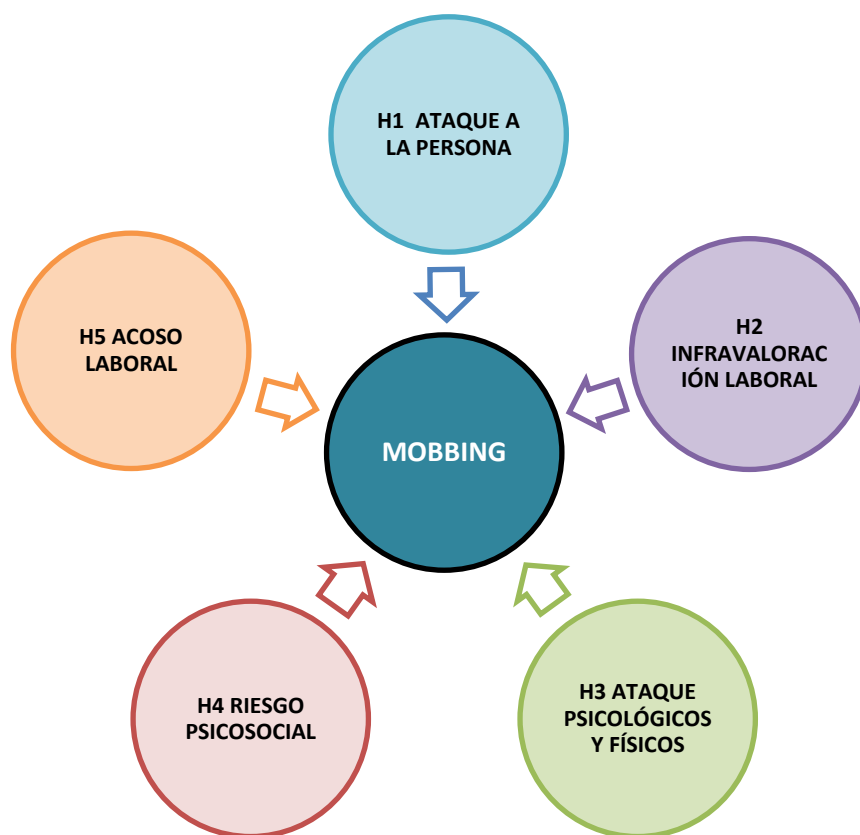 H1 ATAQUE A
LA PERSONA
H2
INFRAVALORAC
IÓN LABORAL
H5 ACOSO
LABORAL
MOBBING
H3 ATAQUE
PSICOLÓGICOS
Y FÍSICOS
H4 RIESGO
PSICOSOCIAL